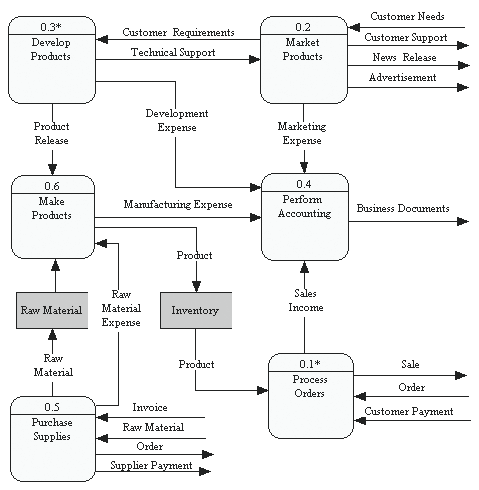 0.3*
Develop
Products
Customer Requirements
Technical Support
0.2
Market
Products
Customer Needs
Customer Support
News Release
Advertisement
Product
Release
Development
Expense
Marketing
Expense
0.6
Make
Products
Manufacturing Expense
0.4
Perform
Accounting
Business Documents
Product
Raw Material
Raw
Material
Expense
Inventory
Sales
Income
Raw
Material
Product
0.1*
Process
Orders
Sale
Order
Customer Payment
0.5
Purchase
Supplies
Invoice
Raw Material
Order
Supplier Payment